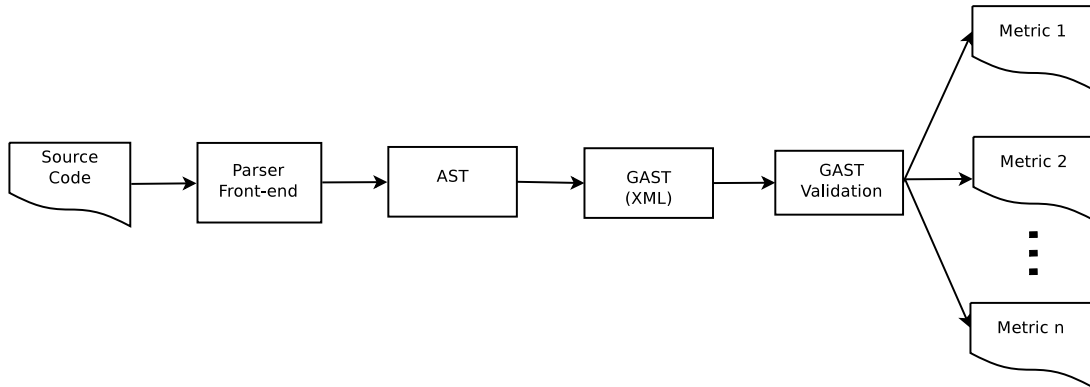 Source
Code
Parser
Front-end
AST
GAST
(XML)
GAST
Validation
Metric 1
Metric 2
Metric n